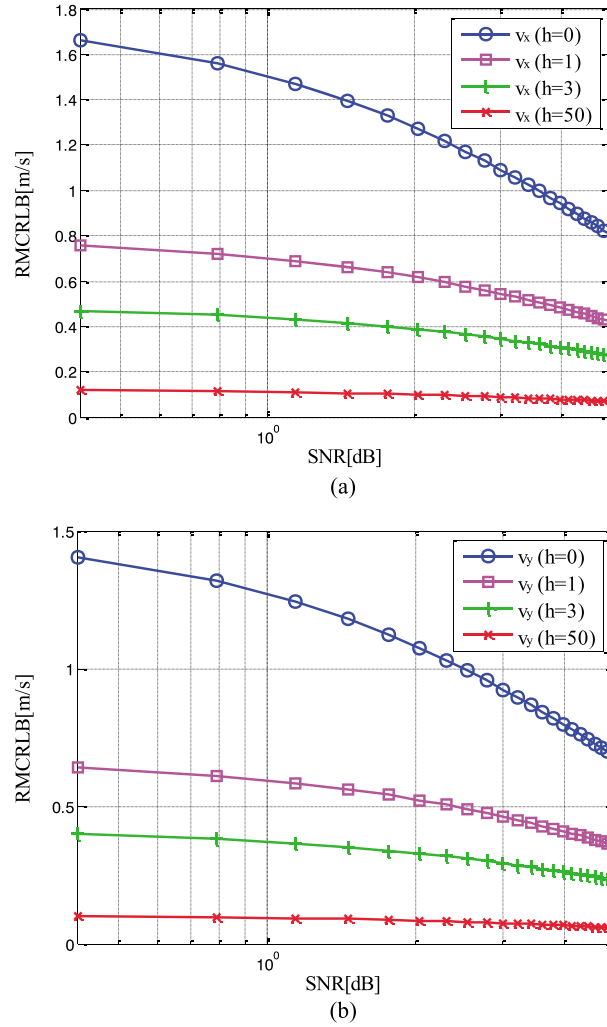 1.8
1.6
1.4
1.2
1
0.8
0.6
0.4
0.2
0
RMCRLB[m/s]
vx (h=0)
vx (h=1)
vx (h=3)
vx (h=50)
10^0
SNR[dB]
(a)
1.5
1
0.5
0
RMCRLB[m/s]
vy (h=0)
vy (h=1)
vy (h=3)
vy (h=50)
10^0
SNR[dB]
(b)